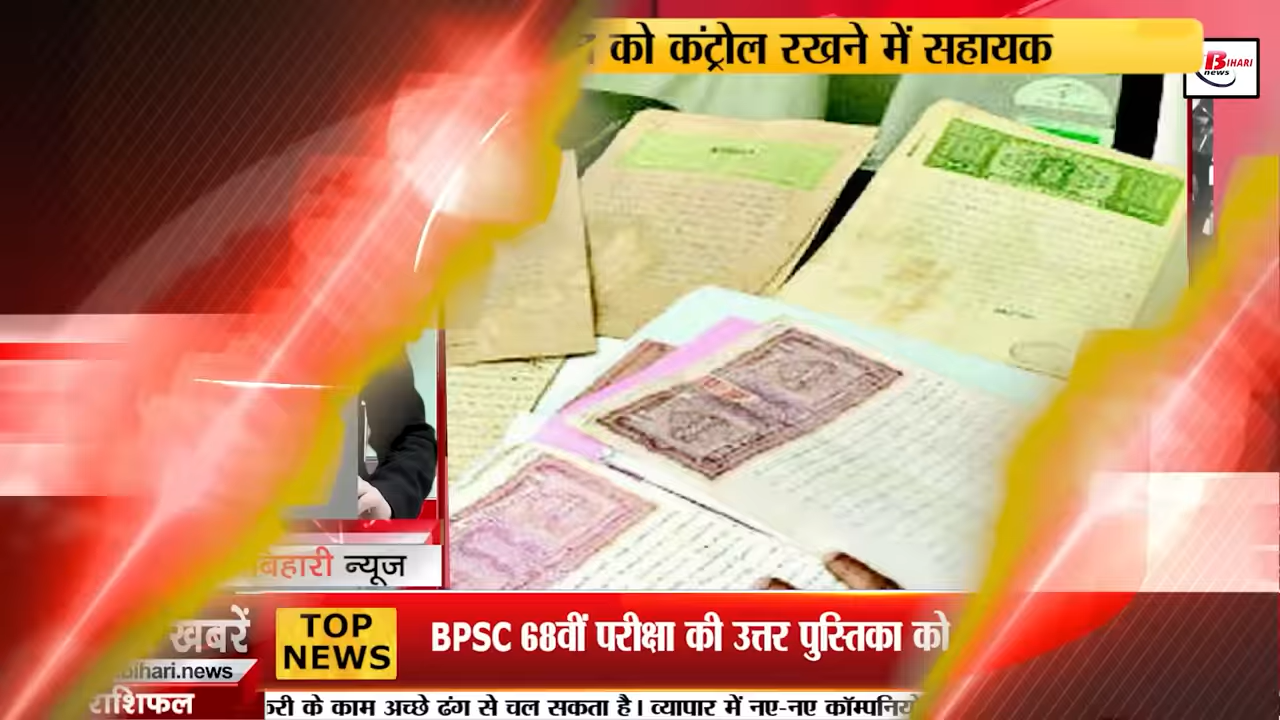 को कंट्रोल रखने में सहायक
BIHARI
news
बिहारी न्यूज
खबरें
TOP
NEWS
BPSC 68वीं परीक्षा की उत्तर पुस्तिका को
bihari.news
राशिफल
के काम अच्छे ढंग से चल सकता है। व्यापार में नए-नए